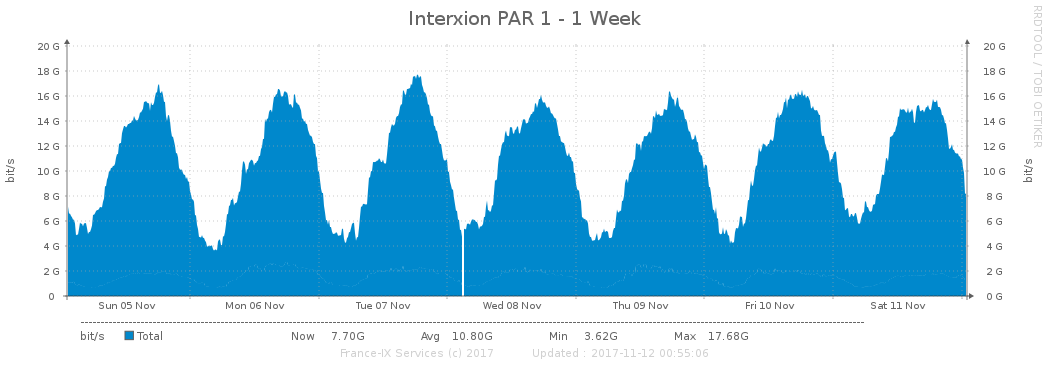 Interxion PAR 1 - 1 Week
RRDTOOL / TOBI OETIKER
bit/s
bit/s
20 G 20 G
18 G 18 G
16 G 16 G
14 G 14 G
12 G 12 G
10 G 10 G
8 G 8 G
6 G 6 G
4 G 4 G
2 G 2 G
0 0 G
Sun 05 Nov Mon 06 Nov Tue 07 Nov Wed 08 Nov Thu 09 Nov Fri 10 Nov Sat 11 Nov
bit/s Total Now 7.70G Avg 10.80G Min 3.62G Max 17.68G
France-IX Services (c) 2017 Updated : 2017-11-12 00:55:06